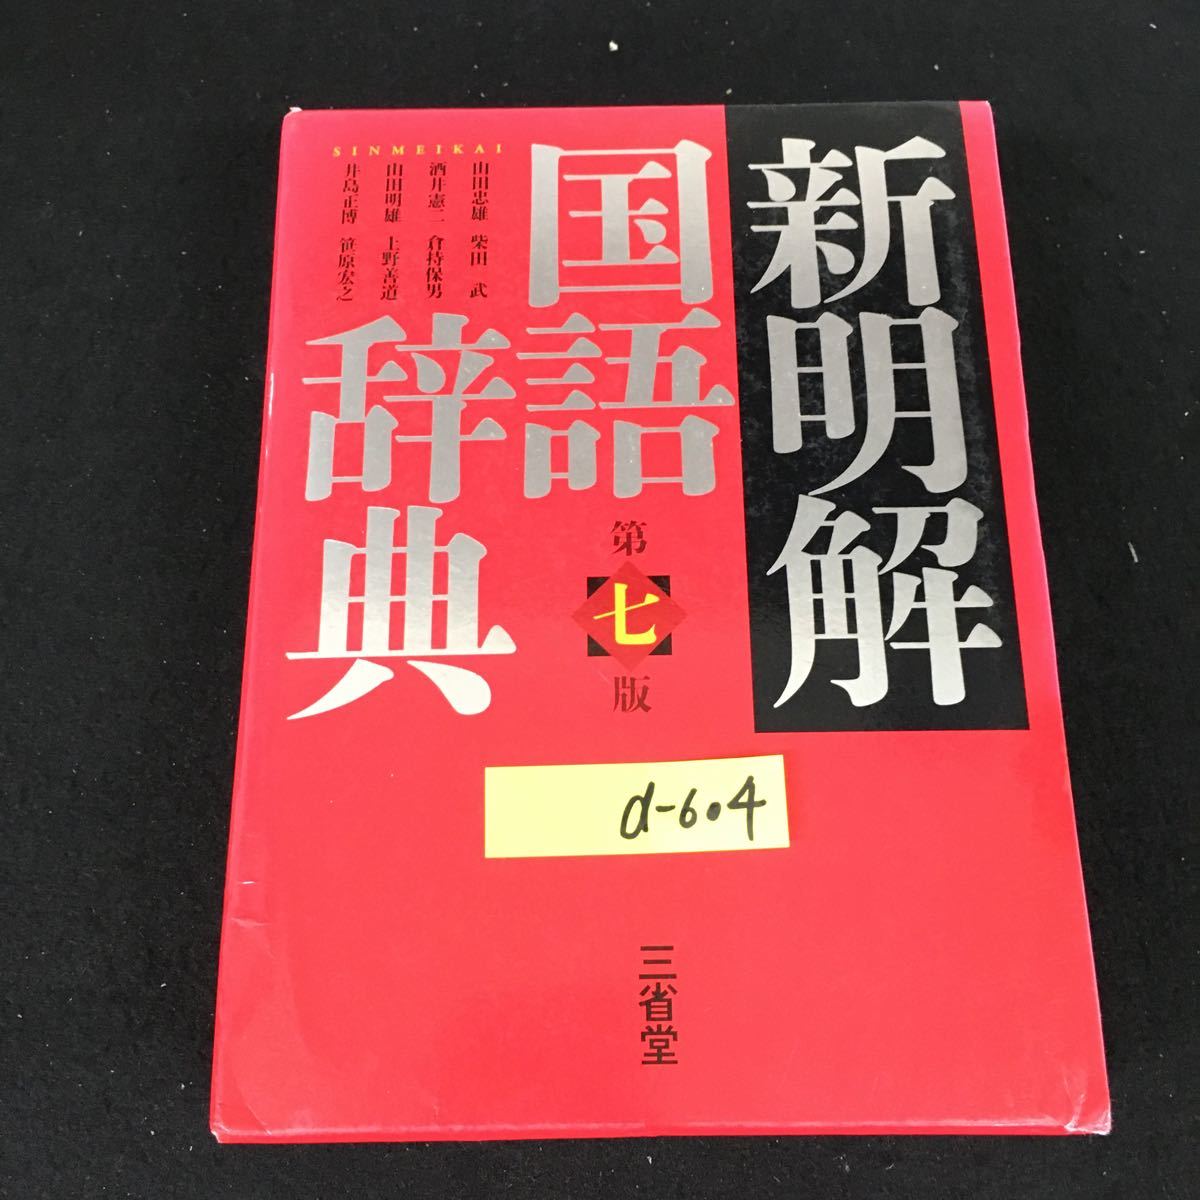 新明解
国語
辞典
SINMEIKAI
山田忠雄 柴田 武
酒井憲二 倉持保男
山田明雄 上野善道
井島正博 笹原宏之
第七版
d-604
三省堂